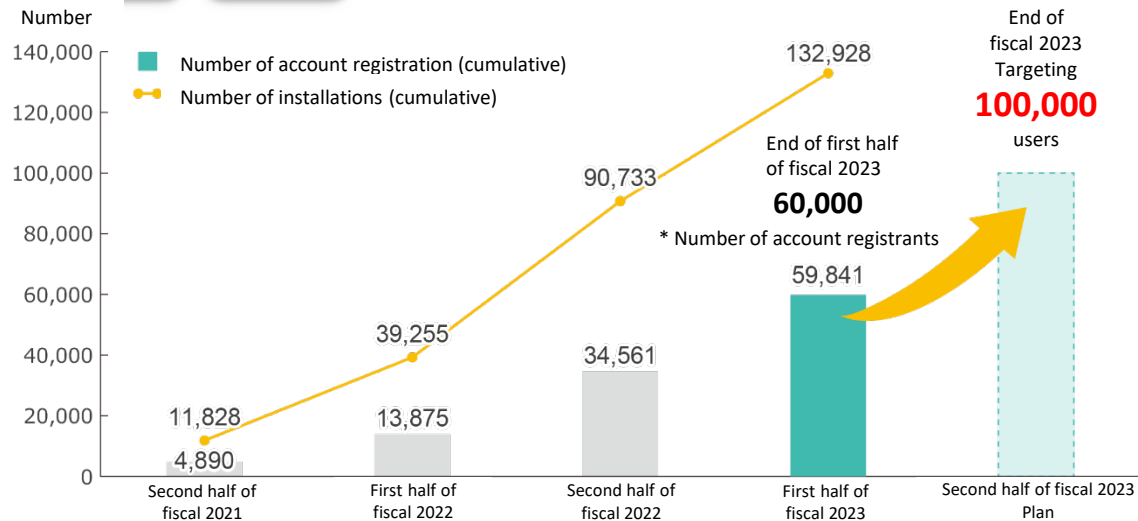 Number
140,000
120,000
100,000
80,000
60,000
40,000
20,000
0
Number of account registration (cumulative)
Number of installations (cumulative)
132,928
90,733
39,255
11,828
4,890
13,875
34,561
59,841
End of first half
of fiscal 2023
60,000
* Number of account registrants
End of
fiscal 2023
Targeting
100,000
users
Second half of
fiscal 2021
First half of
fiscal 2022
Second half of
fiscal 2022
First half of
fiscal 2023
Second half of fiscal 2023
Plan